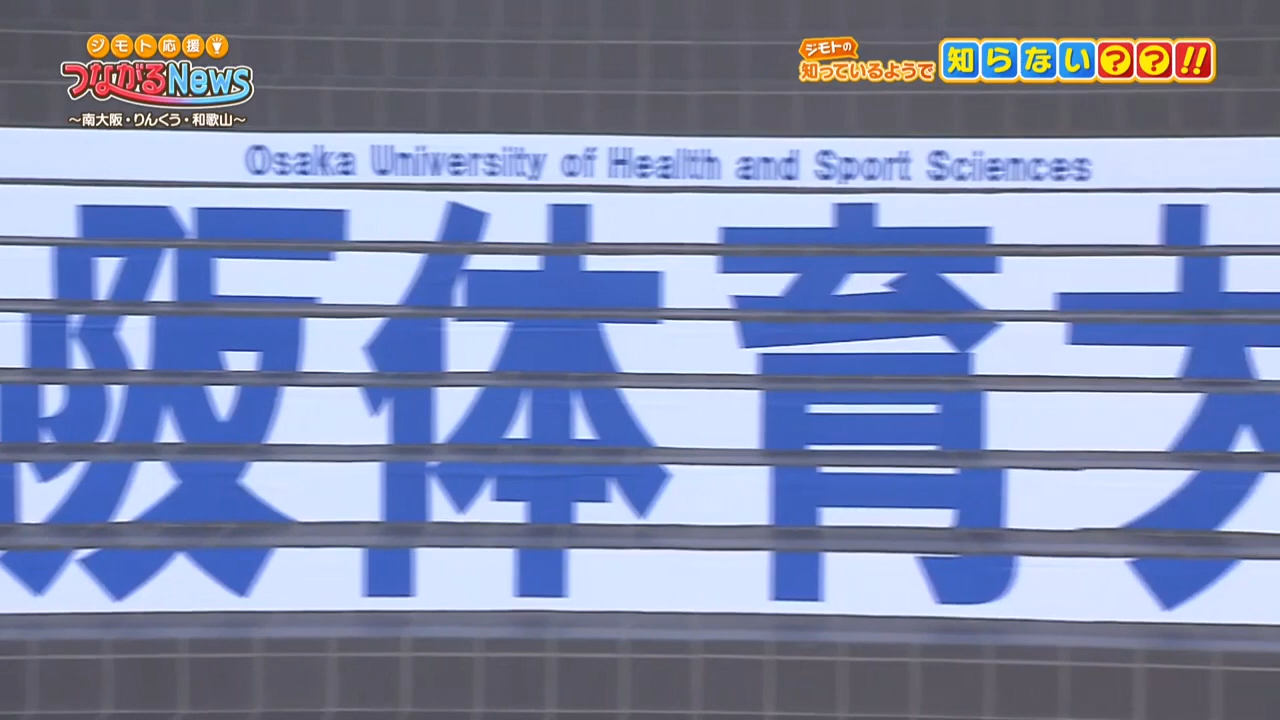 ジモト応援
つながるNEWS
～南大阪・りんくう・和歌山～
ジモトの
知っているようで 知らない??!!
Osaka University of Health and Sport Sciences
阪体育大